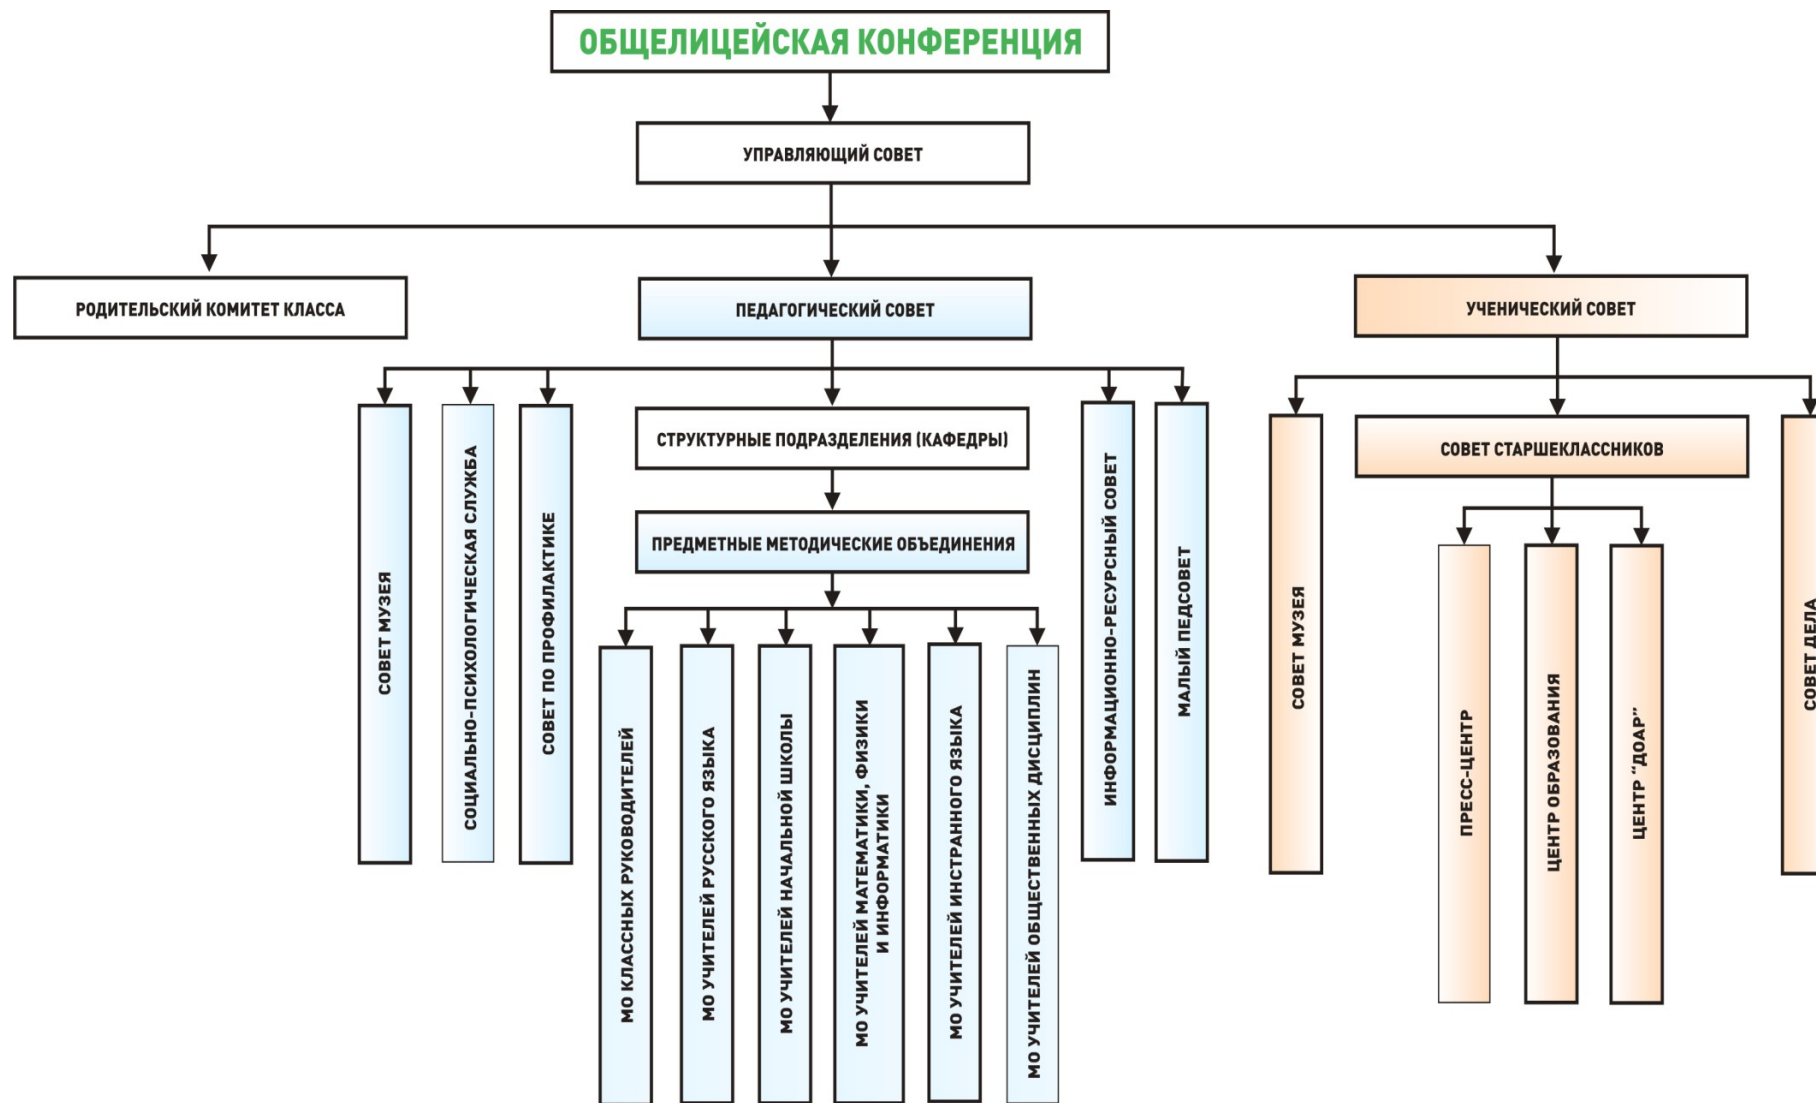 ОБЩЕЛИЦЕЙСКАЯ КОНФЕРЕНЦИЯ
УПРАВЛЯЮЩИЙ СОВЕТ
РОДИТЕЛЬСКИЙ КОМИТЕТ КЛАССА
ПЕДАГОГИЧЕСКИЙ СОВЕТ
УЧЕНИЧЕСКИЙ СОВЕТ
СОВЕТ МУЗЕЯ
СОЦИАЛЬНО-ПСИХОЛОГИЧЕСКАЯ СЛУЖБА
СОВЕТ ПО ПРОФИЛАКТИКЕ
СТРУКТУРНЫЕ ПОДРАЗДЕЛЕНИЯ (КАФЕДРЫ)
ПРЕДМЕТНЫЕ МЕТОДИЧЕСКИЕ ОБЪЕДИНЕНИЯ
МО КЛАССНЫХ РУКОВОДИТЕЛЕЙ
МО УЧИТЕЛЕЙ РУССКОГО ЯЗЫКА
МО УЧИТЕЛЕЙ НАЧАЛЬНОЙ ШКОЛЫ
МО УЧИТЕЛЕЙ МАТЕМАТИКИ, ФИЗИКИ
И ИНФОРМАТИКИ
МО УЧИТЕЛЕЙ ИНСТРАННОГО ЯЗЫКА
МО УЧИТЕЛЕЙ ОБЩЕСТВЕННЫХ ДИСЦИПЛИН
ИНФОРМАЦИОННО-РЕСУРСНЫЙ СОВЕТ
МАЛЫЙ ПЕДСОВЕТ
СОВЕТ МУЗЕЯ
СОВЕТ СТАРШЕКЛАССНИКОВ
ПРЕСС-ЦЕНТР
ЦЕНТР ОБРАЗОВАНИЯ
ЦЕНТР "ДОАР"
СОВЕТ ДЕЛА